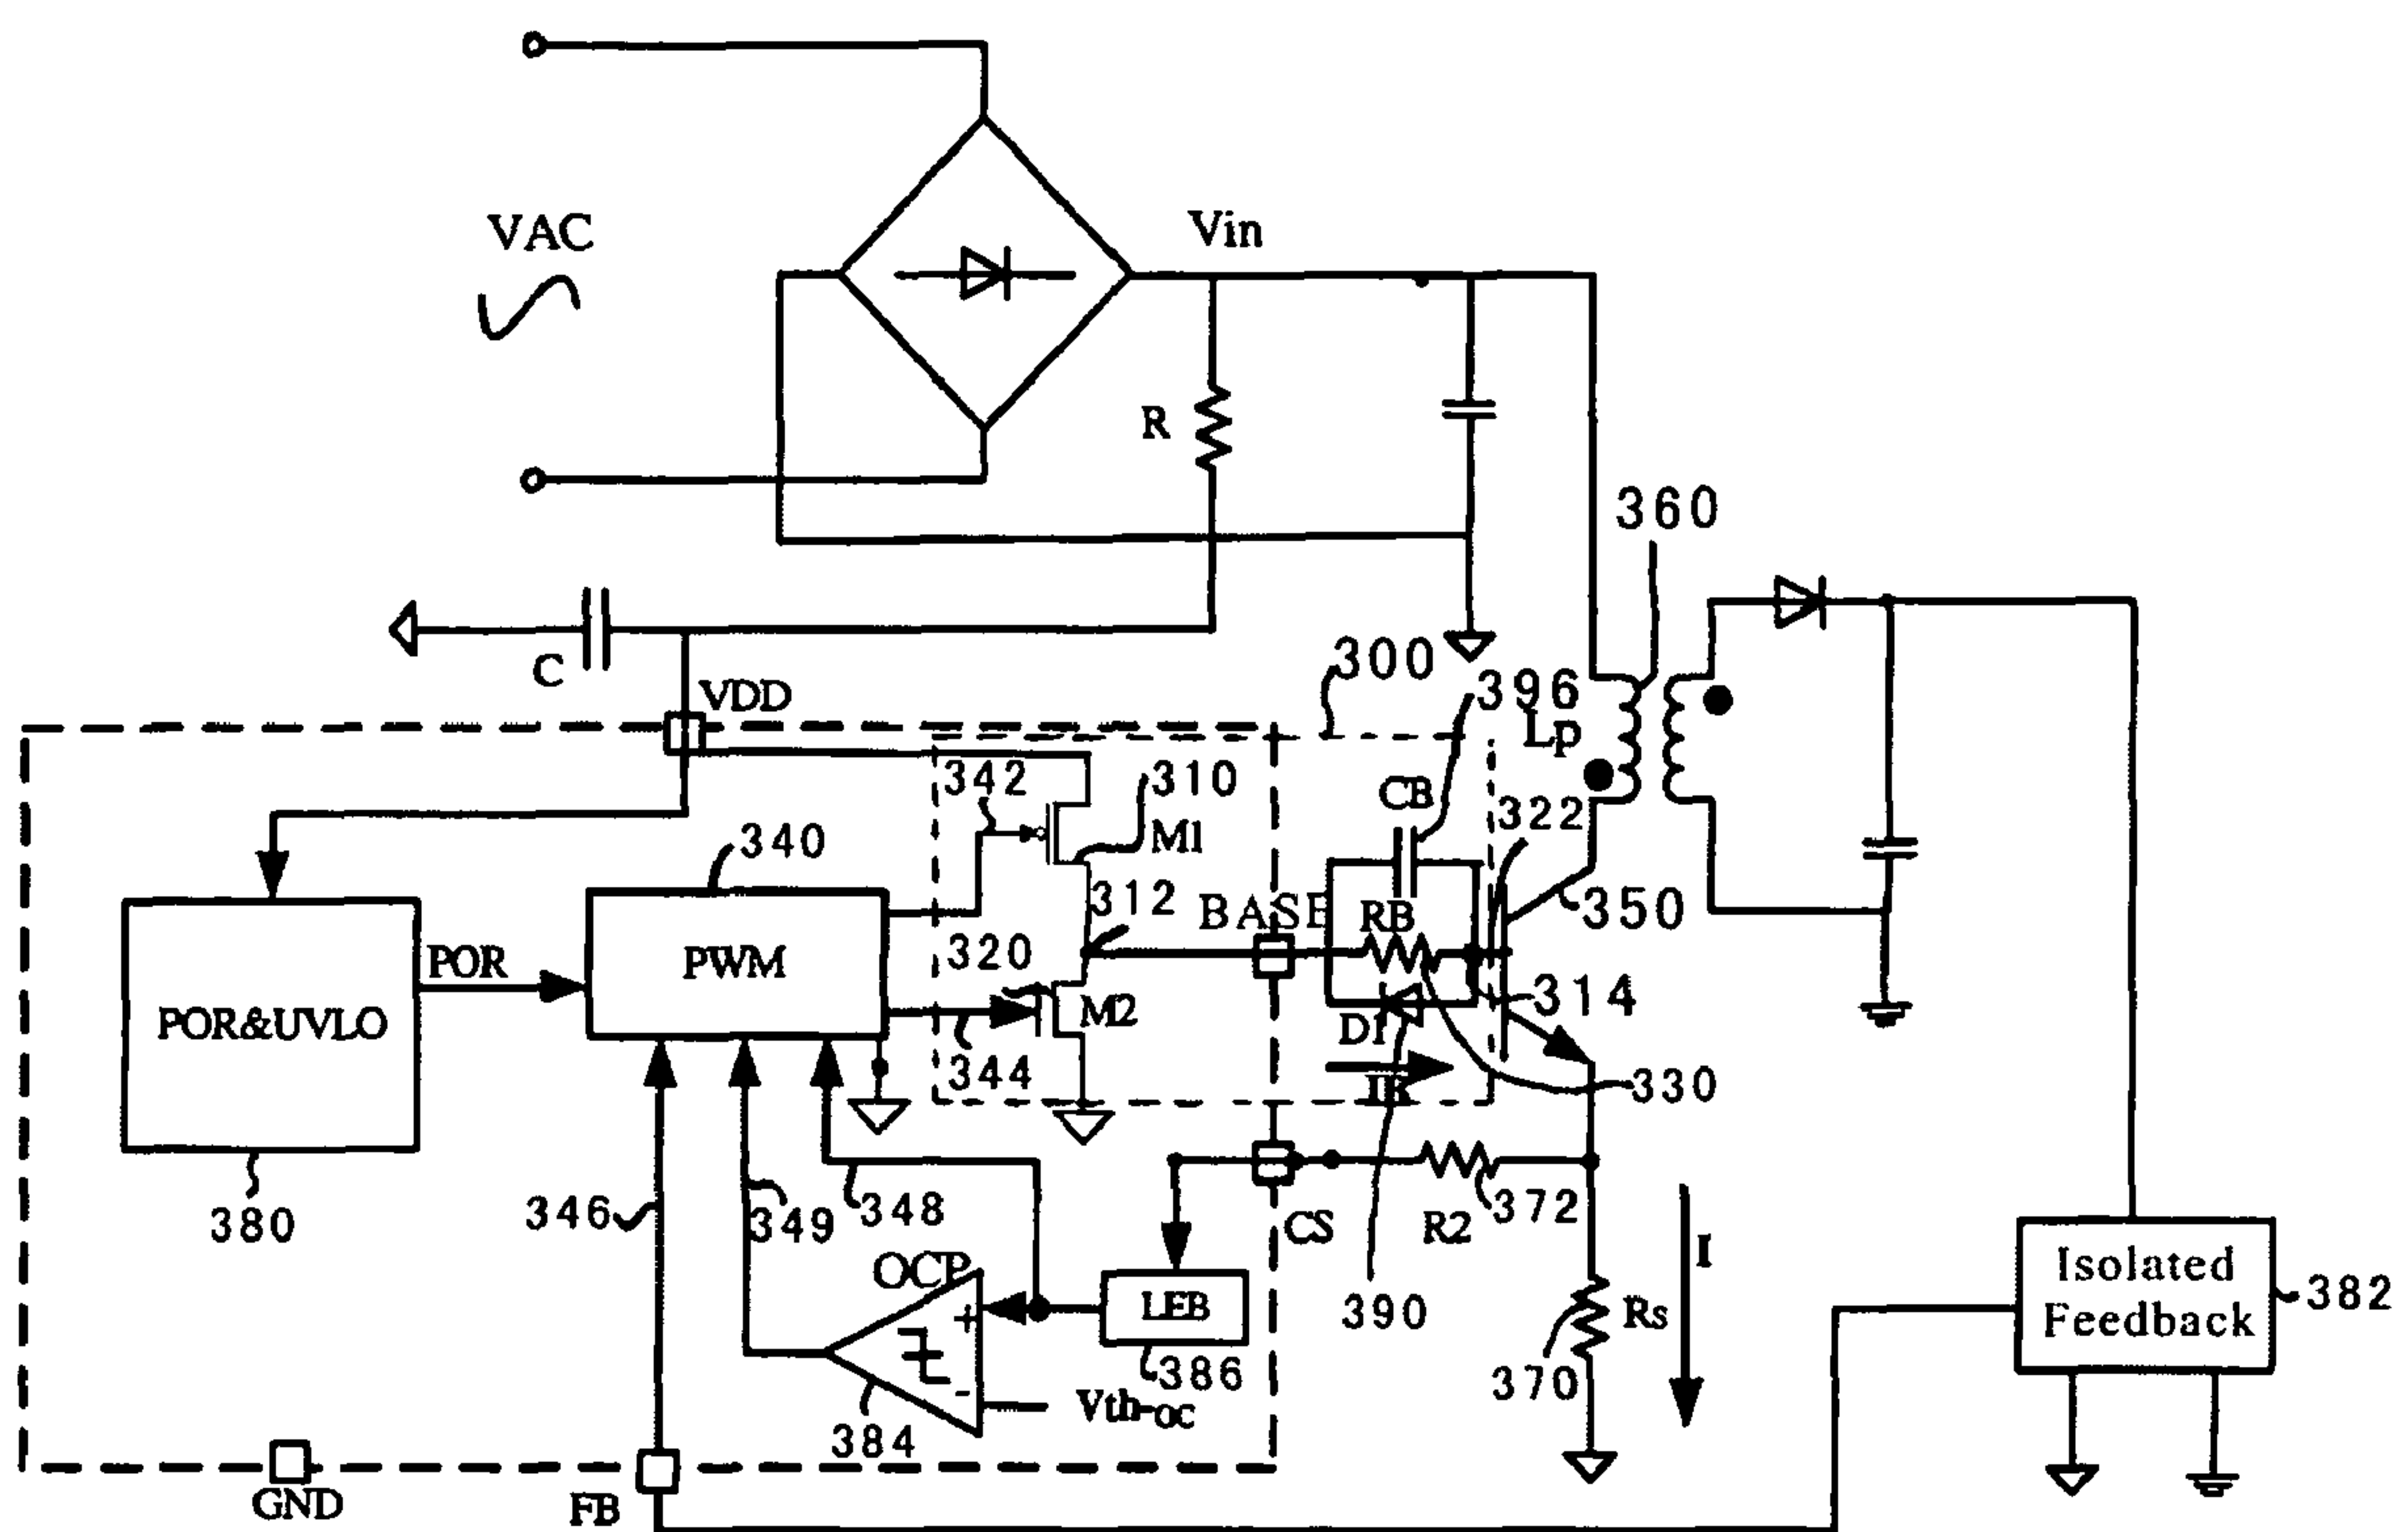 VAC
Vin
R
360
C
300
396
VDD
Lp
342
310
CB
322
340
M1
312
BASE
RB
350
POR
PWM
320
POR&UVLO
M2
314
D1
344
330
346
349
348
372
380
CS
R2
I
OCP
LEB
Isolated
Feedback
382
+
390
Rs
386
370
-
Vth-oc
384
GND
FB